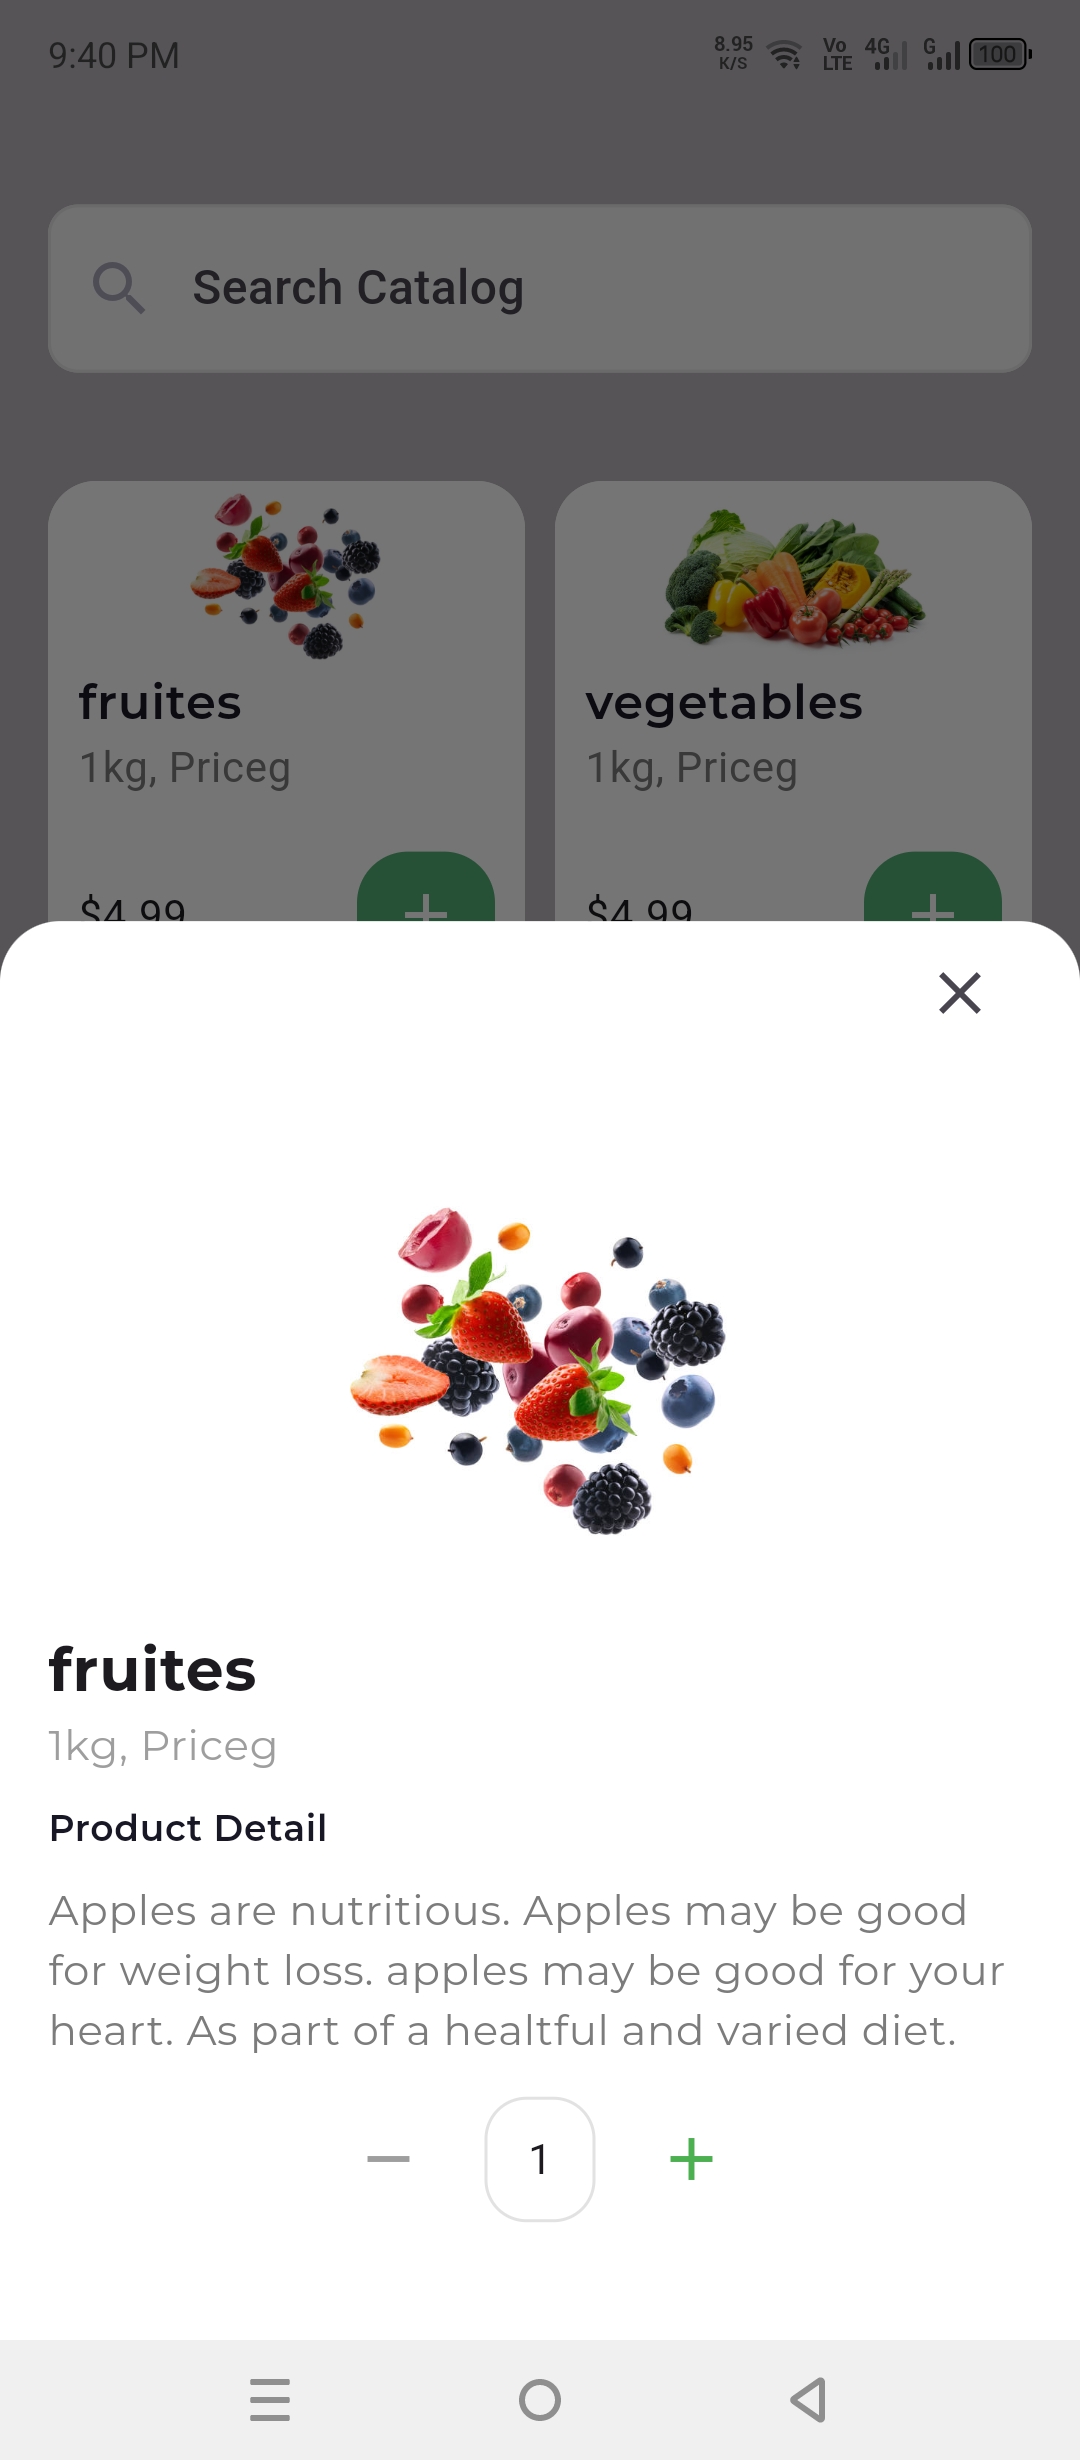 9:40 PM
8.95 K/S
Vo LTE
4G
G
100
Search Catalog
fruites
vegetables
1kg, Priceg
1kg, Priceg
$4.99
$4.99
fruites
1kg, Priceg
Product Detail
Apples are nutritious. Apples may be good
for weight loss. apples may be good for your
heart. As part of a healtful and varied diet.
1